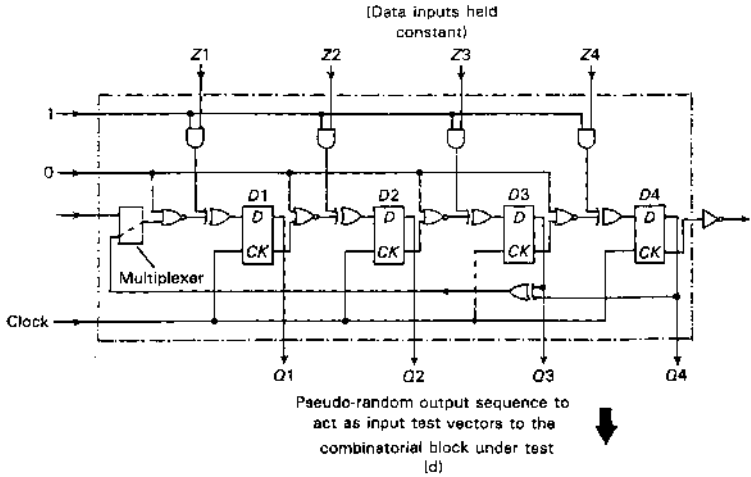 (Data inputs held
constant)
Z1 Z2 Z3 Z4
1
0
D1 D2 D3 D4
D D D D
CK CK CK CK
Multiplexer
Clock
Q1 Q2 Q3 Q4
Pseudo-random output sequence to
act as input test vectors to the
combinatorial block under test
(d)